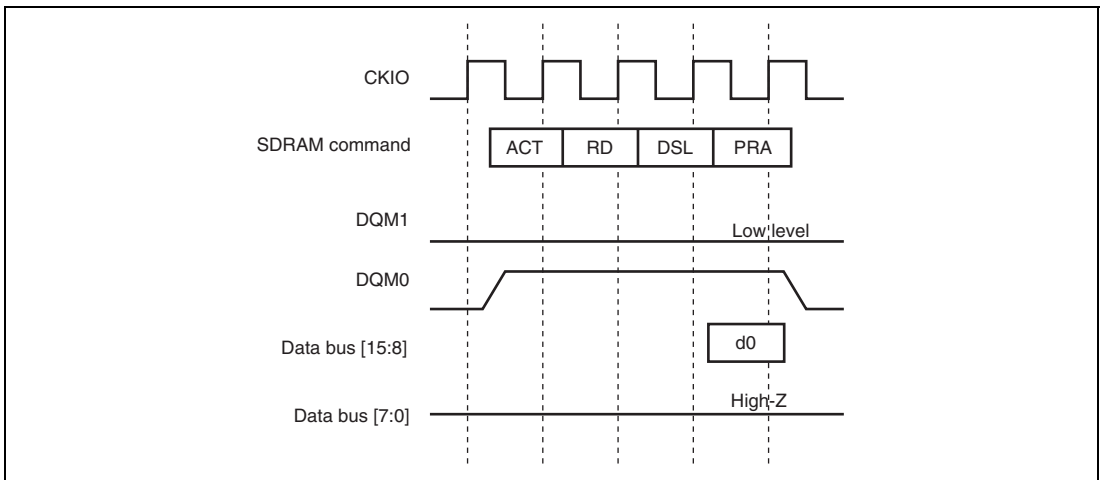 CKIO
SDRAM command
ACT RD DSL PRA
DQM1
Low level
DQM0
Data bus [15:8]
d0
Data bus [7:0]
High-Z